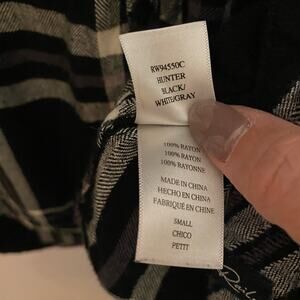 RW94550C
HUNTER
BLACK/
WHITE/GRAY
100% RAYON
100% RAYON
100% RAYONNE
MADE IN CHINA
HECHO EN CHINA
FABRIQUÉ EN CHINE
SMALL
CHICO
PETIT